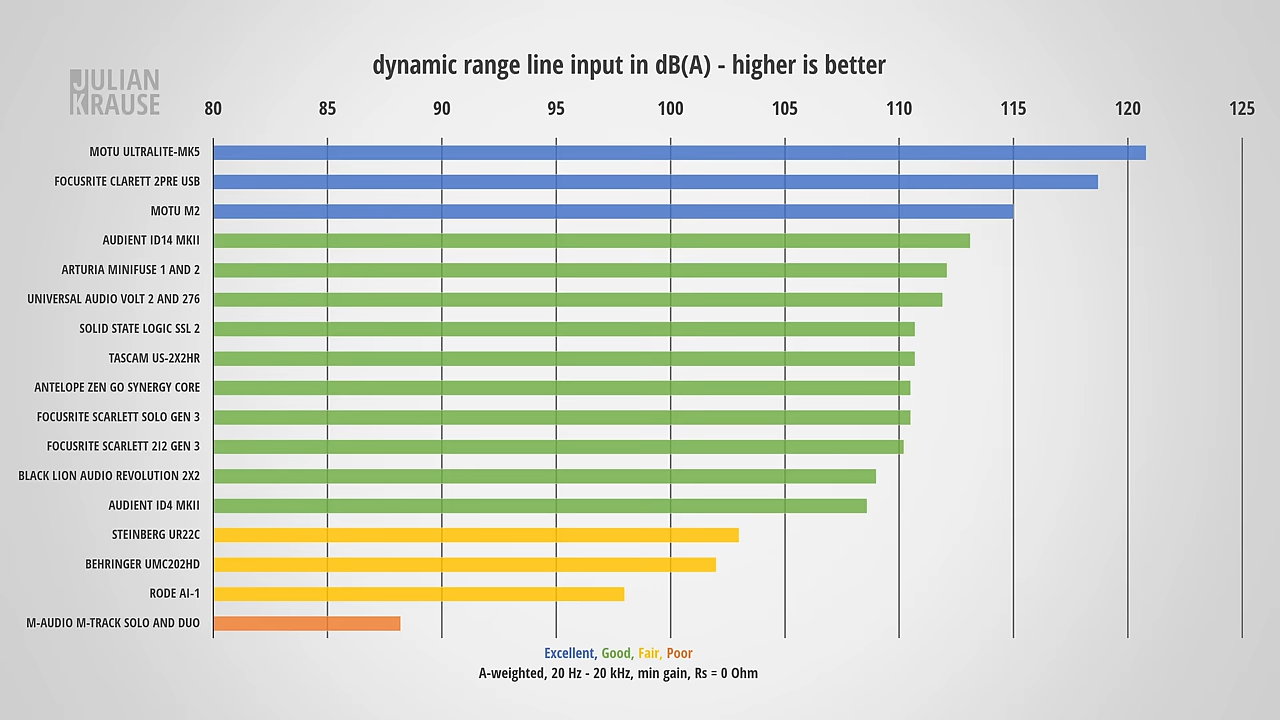 dynamic range line input in dB(A) - higher is better
JULIAN
KRAUSE
80 85 90 95 100 105 110 115 120 125
MOTU ULTRALITE-MK5
FOCUSRITE CLARETT 2PRE USB
MOTU M2
AUDIENT ID14 MKII
ARTURIA MINIFUSE 1 AND 2
UNIVERSAL AUDIO VOLT 2 AND 276
SOLID STATE LOGIC SSL 2
TASCAM US-2X2HR
ANTELOPE ZEN GO SYNERGY CORE
FOCUSRITE SCARLETT SOLO GEN 3
FOCUSRITE SCARLETT 2I2 GEN 3
BLACK LION AUDIO REVOLUTION 2X2
AUDIENT ID4 MKII
STEINBERG UR22C
BEHRINGER UMC202HD
RODE AI-1
M-AUDIO M-TRACK SOLO AND DUO
Excellent, Good, Fair, Poor
A-weighted, 20 Hz - 20 kHz, min gain, Rs = 0 Ohm